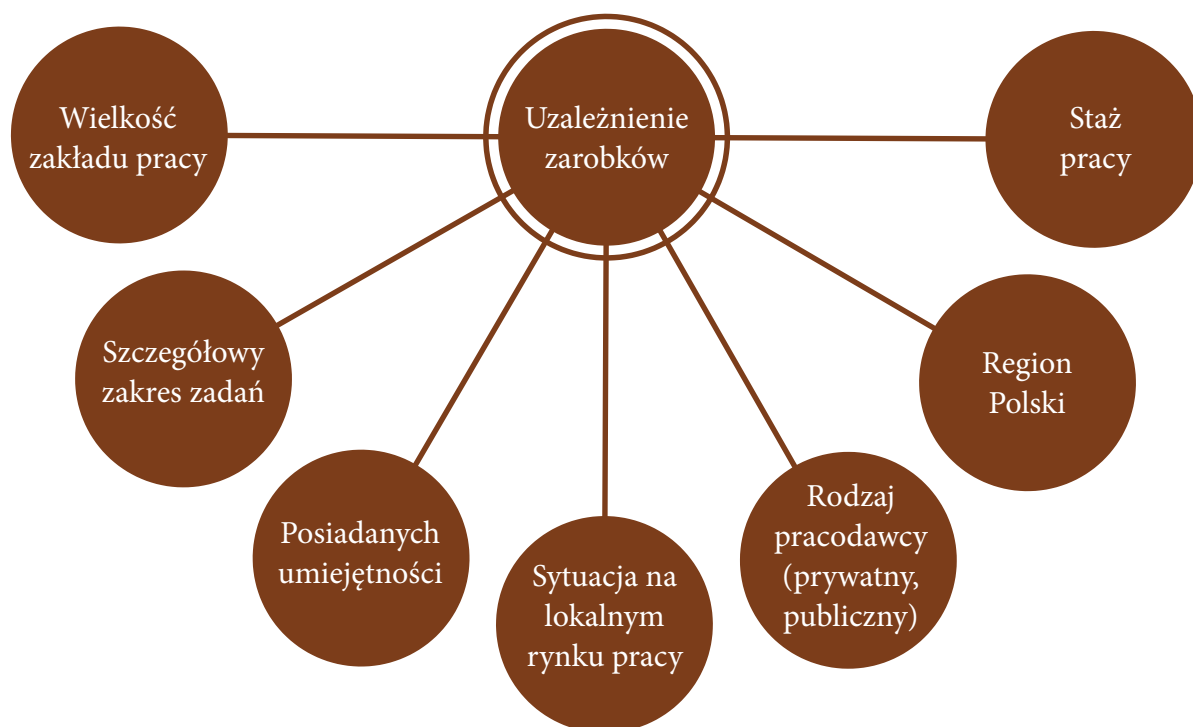 Wielkość
zakładu pracy
Uzależnienie
zarobków
Staż
pracy
Szczegółowy
zakres zadań
Region
Polski
Posiadanych
umiejętności
Sytuacja na
lokalnym
rynku pracy
Rodzaj
pracodawcy
(prywatny,
publiczny)